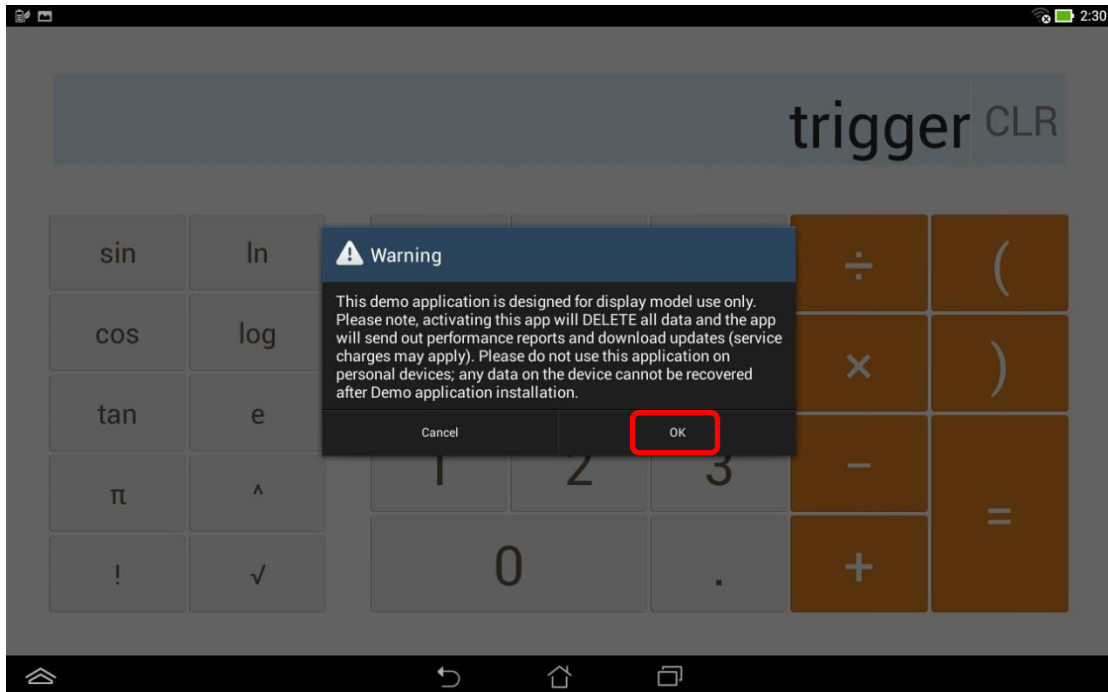 2:30
trigger CLR
sin ln ÷ (
Warning
This demo application is designed for display model use only.
Please note, activating this app will DELETE all data and the app
will send out performance reports and download updates (service
charges may apply). Please do not use this application on
personal devices; any data on the device cannot be recovered
after Demo application installation.
Cancel OK
cos log × )
tan e
1 2 3 −
π ^ =
0 . +
! √